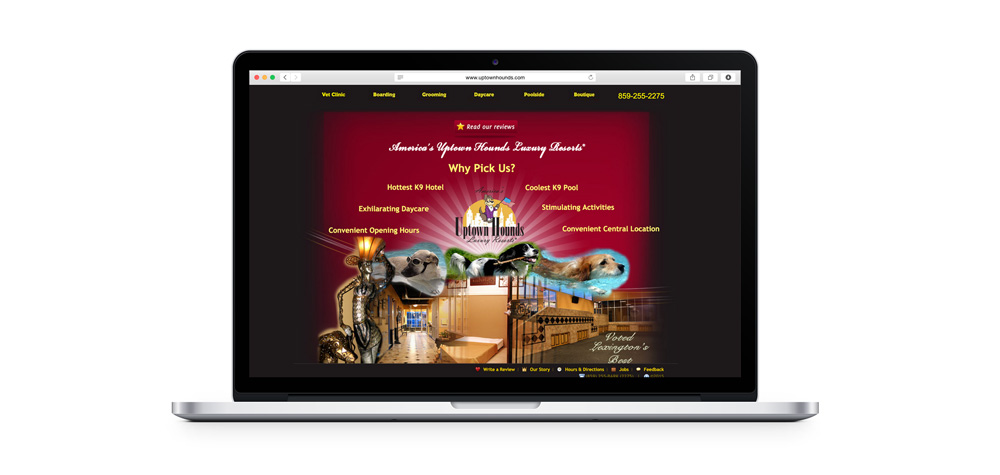 www.uptownhounds.com
Vet Clinic Boarding Grooming Daycare Poolside Boutique 859-255-2275
Read our reviews
America's Uptown Hounds Luxury Resorts®
Why Pick Us?
Hottest K9 Hotel Coolest K9 Pool
Exhilarating Daycare Stimulating Activities
Convenient Opening Hours Convenient Central Location
America's
Uptown Hounds
Luxury Resorts®
Voted
Lexington's
Best
Write a Review | Our Story | Hours & Directions | Jobs | Feedback